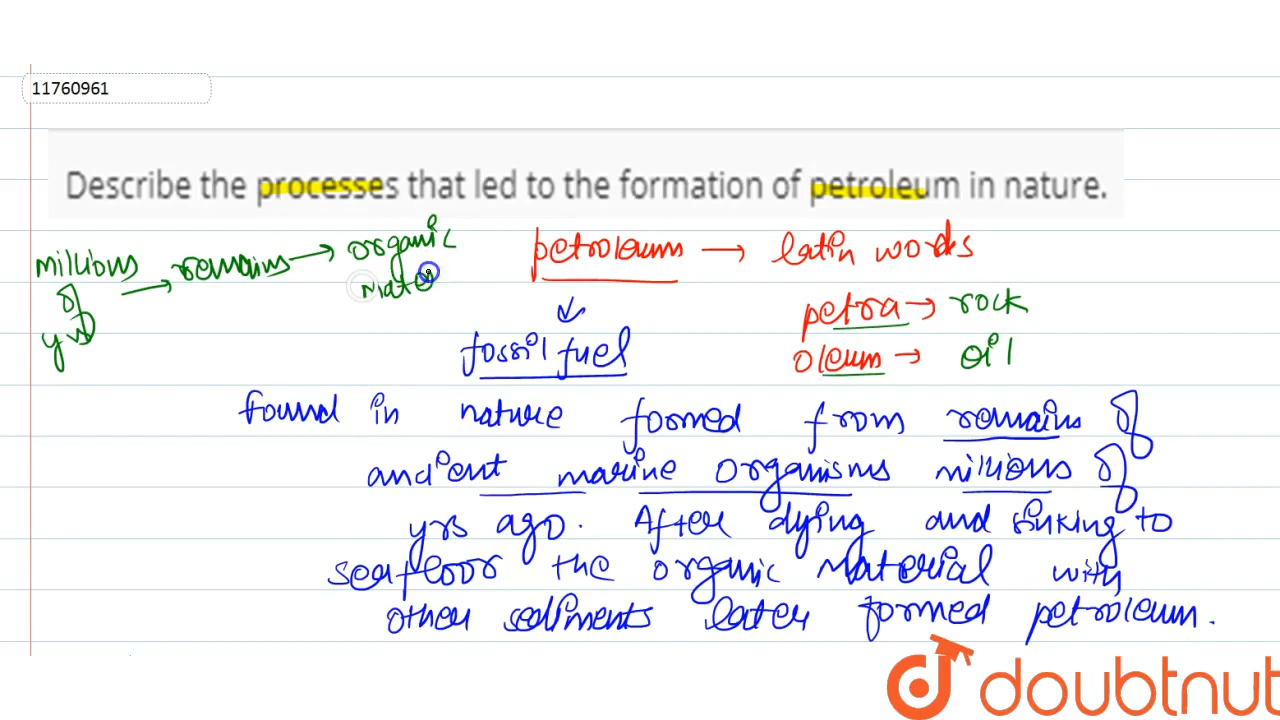 11760961
Describe the processes that led to the formation of petroleum in nature.
millions of yrs → remains → organic mate
petroleum → latin words
petra → rock
oleum → oil
fossil fuel
found in nature formed from remains of
ancient marine organisms millions of
yrs ago. After dying and sinking to
seafloor the organic material with
other sediments later formed petroleum.
doubtnut